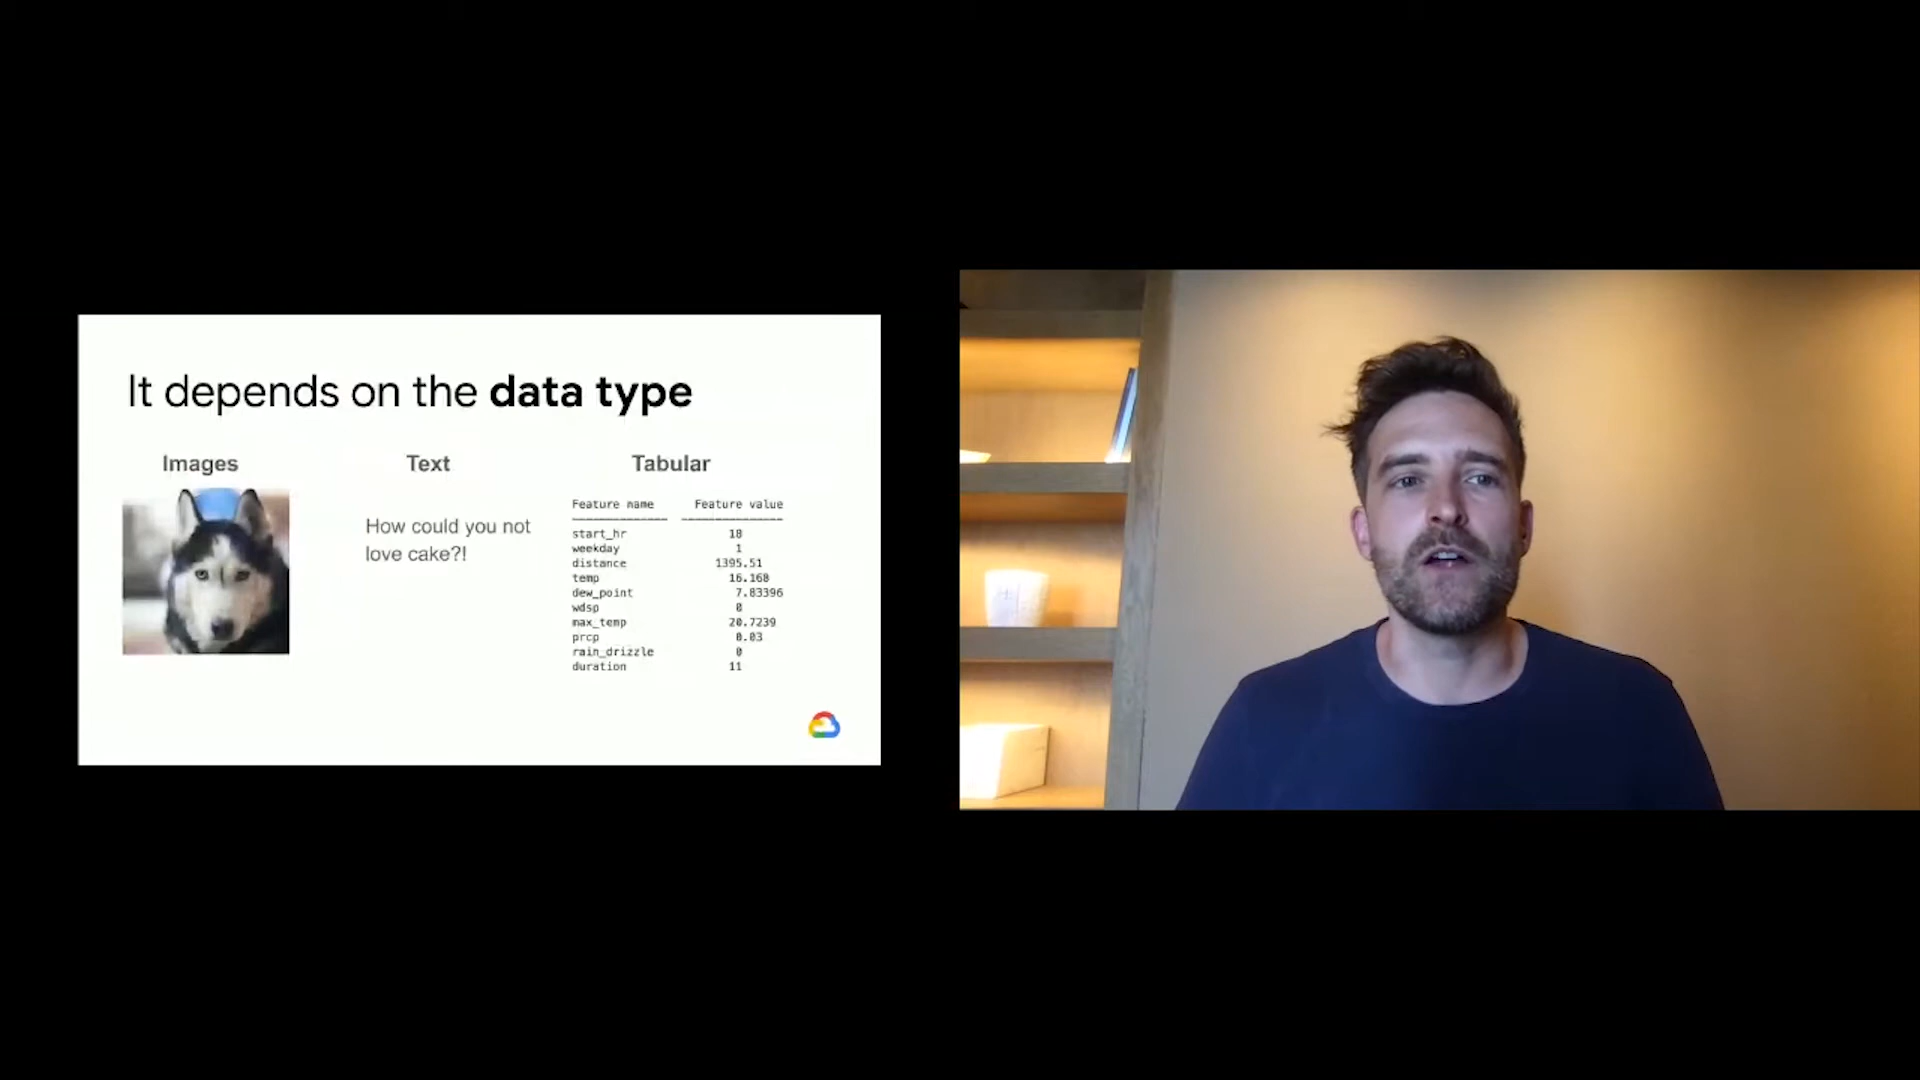 It depends on the data type
Images
Text
Tabular
How could you not
love cake?!
Feature name Feature value
start_hr 18
weekday 1
distance 1395.51
temp 16.168
dew_point 7.83396
wdsp 0
max_temp 20.7239
prcp 0.03
rain_drizzle 0
duration 11